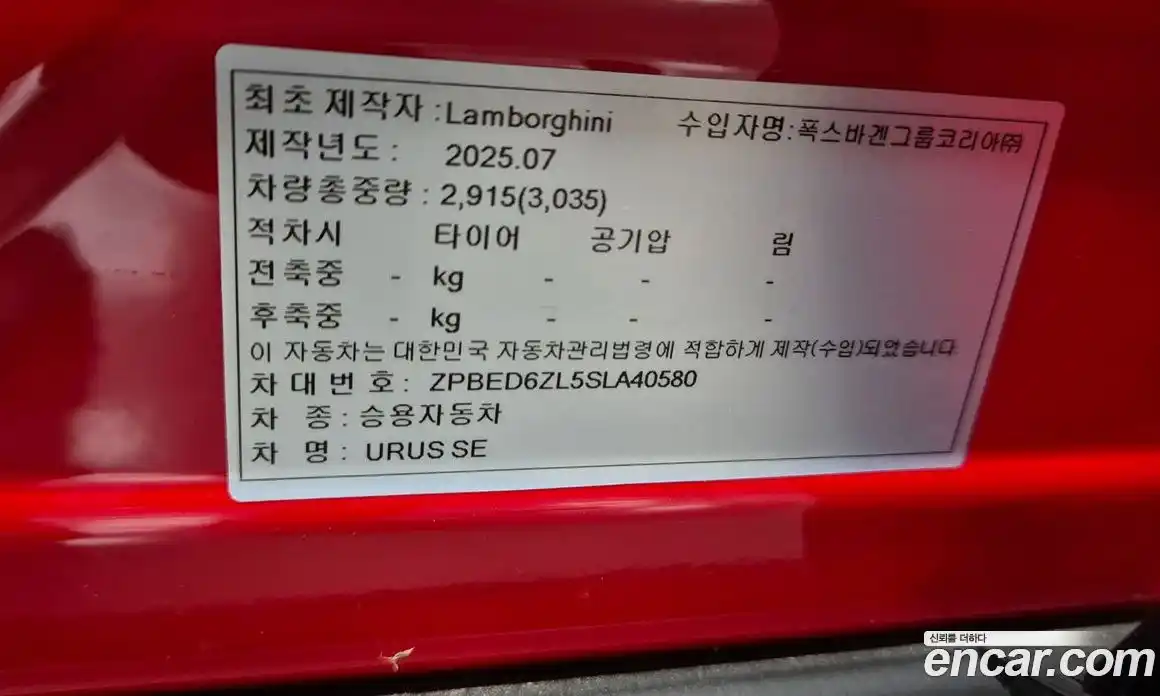 최초 제작자 : Lamborghini 수입자명 : 폭스바겐그룹코리아㈜
제작년도 : 2025.07
차량총중량 : 2,915(3,035)
적차시 타이어 공기압 림
전축중 - kg - - -
후축중 - kg - - -
이 자동차는 대한민국 자동차관리법령에 적합하게 제작(수입)되었습니다
차 대 번 호 : ZPBED6ZL5SLA40580
차 종 : 승용자동차
차 명 : URUS SE
신뢰를 더하다
encar.com